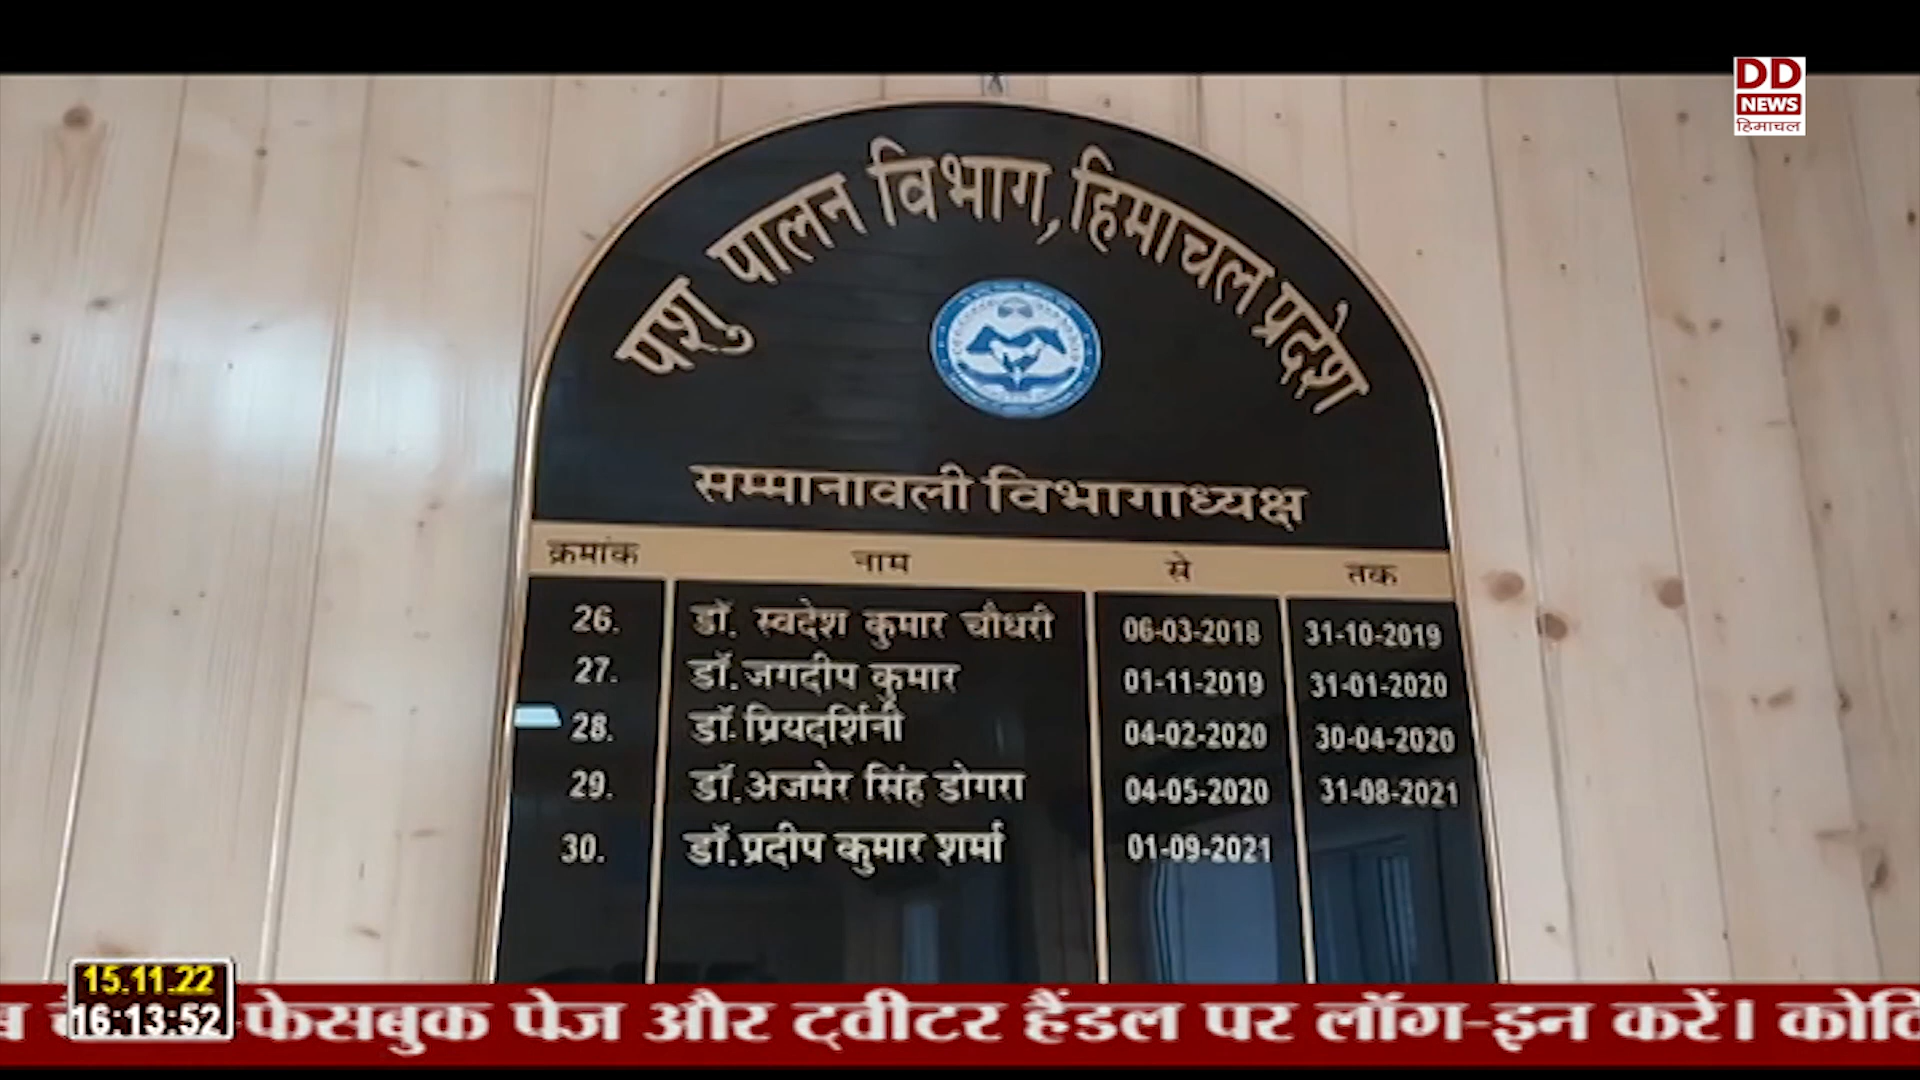 DD
NEWS
हिमाचल
पशु पालन विभाग, हिमाचल प्रदेश
सम्मानावली विभागाध्यक्ष
क्रमांक नाम से तक
26. डॉ. स्वदेश कुमार चौधरी 06-03-2018 31-10-2019
27. डॉ. जगदीप कुमार 01-11-2019 31-01-2020
28. डॉ. प्रियदर्शिनी 04-02-2020 30-04-2020
29. डॉ. अजमेर सिंह डोगरा 04-05-2020 31-08-2021
30. डॉ. प्रदीप कुमार शर्मा 01-09-2021
15.11.22
16:13:52
फेसबुक पेज और ट्वीटर हैंडल पर लॉग-इन करें। कोवि